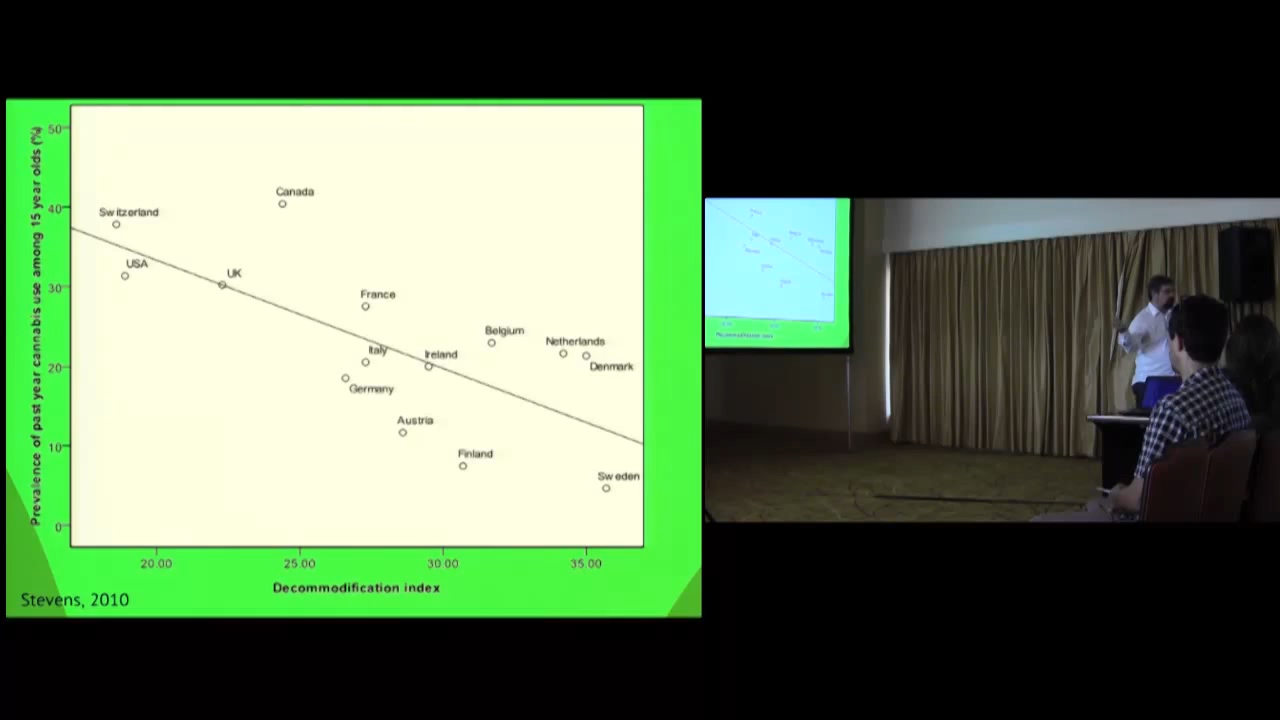 Prevalence of past year cannabis use among 15 year olds (%)
50
40
30
20
10
0
Canada
Switzerland
USA
UK
France
Belgium
Netherlands
Italy
Ireland
Denmark
Germany
Austria
Finland
Sweden
20.00 25.00 30.00 35.00
Decommodification index
Stevens, 2010